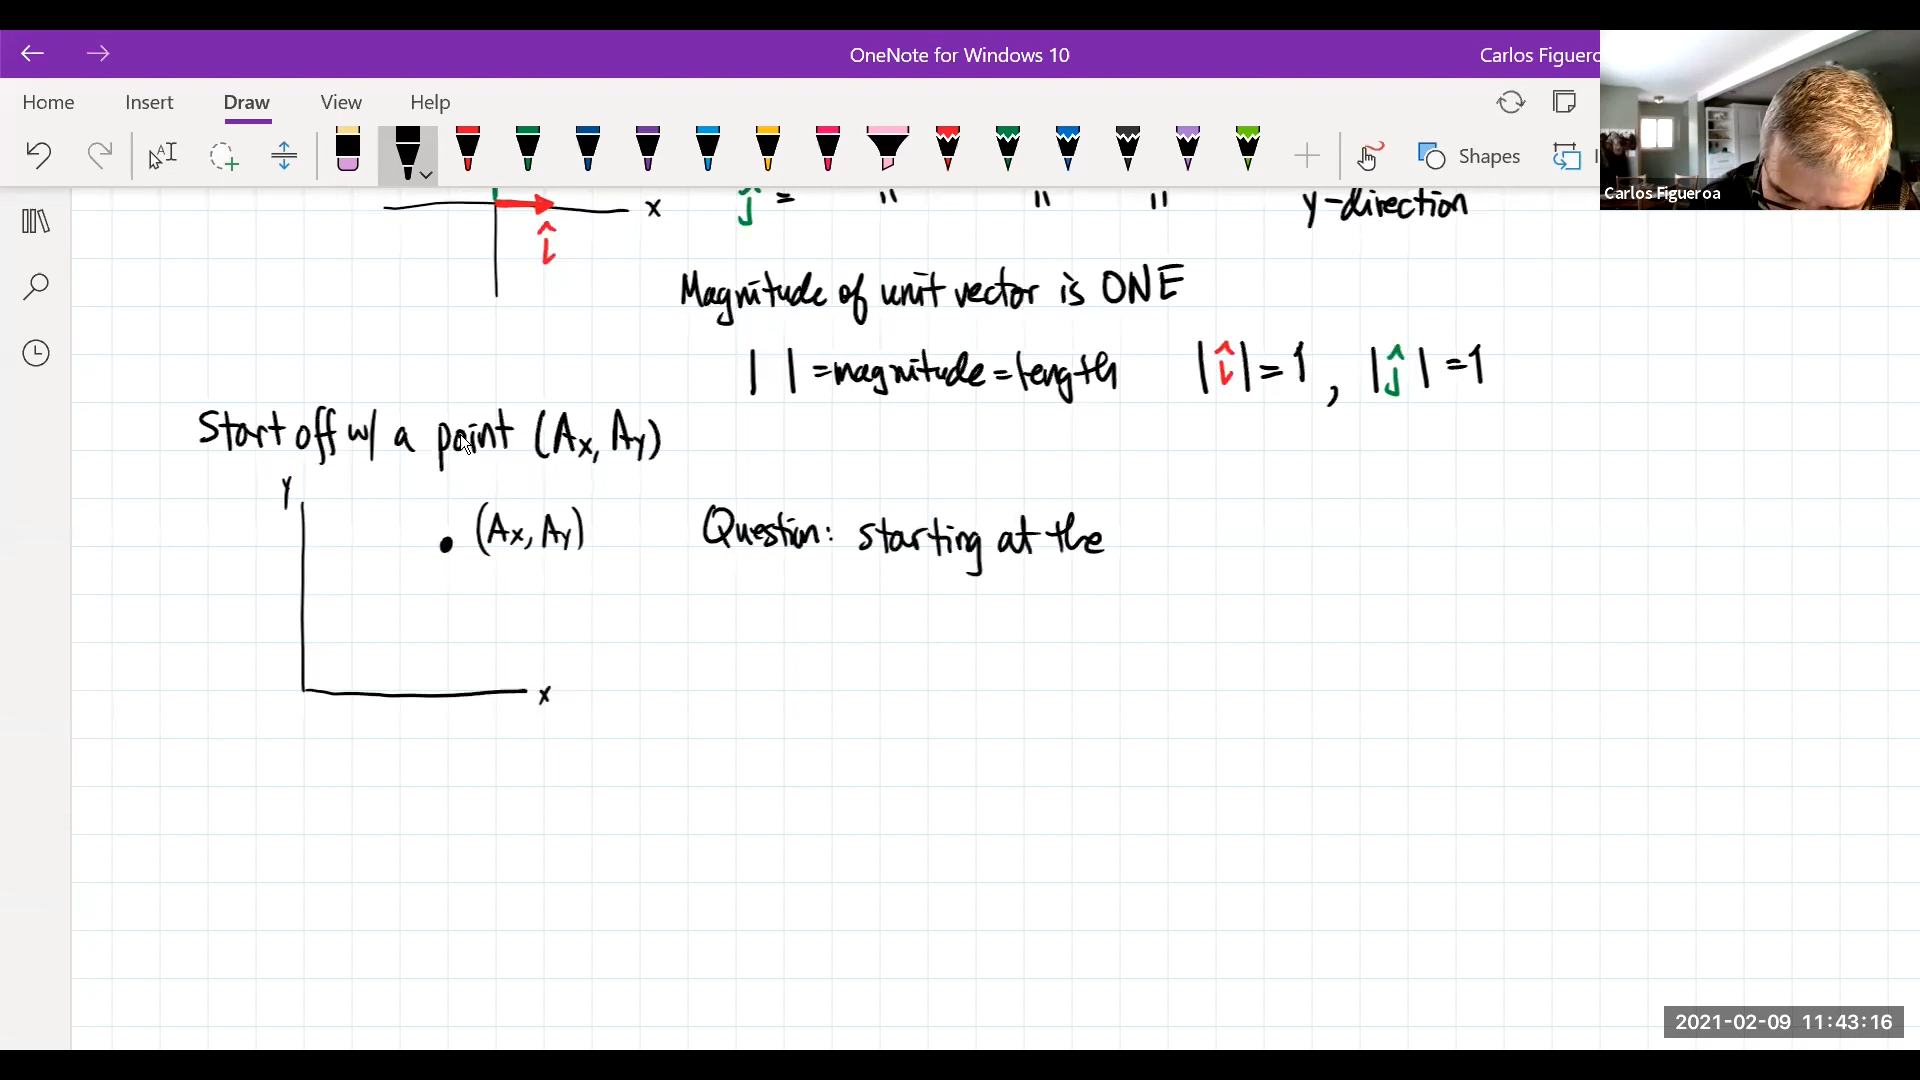 OneNote for Windows 10
Carlos Figuero
Home Insert Draw View Help
Shapes
Carlos Figueroa
x ĵ = " " " y-direction
î
Magnitude of unit vector is ONE
| | = magnitude = length |î| = 1, |ĵ| = 1
Start off w/ a point (Ax, Ay)
y
(Ax, Ay) Question: starting at the
x
2021-02-09 11:43:16